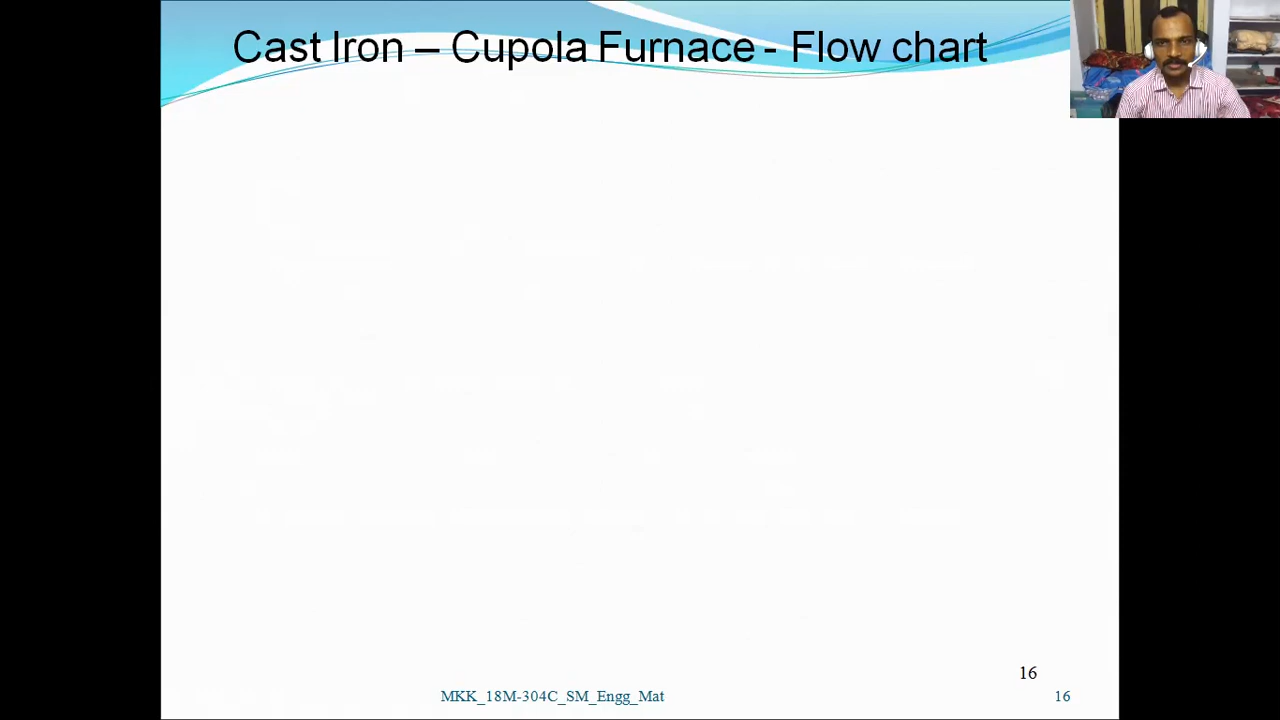 Cast Iron – Cupola Furnace - Flow chart
16
MKK_18M-304C_SM_Engg_Mat
16